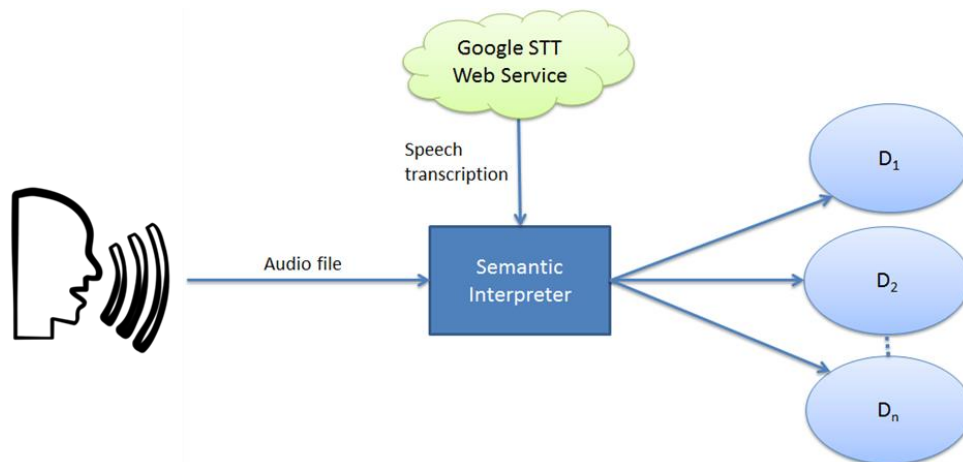 Google STT
Web Service
Speech
transcription
D₁
Audio file
Semantic
Interpreter
D₂
Dₙ